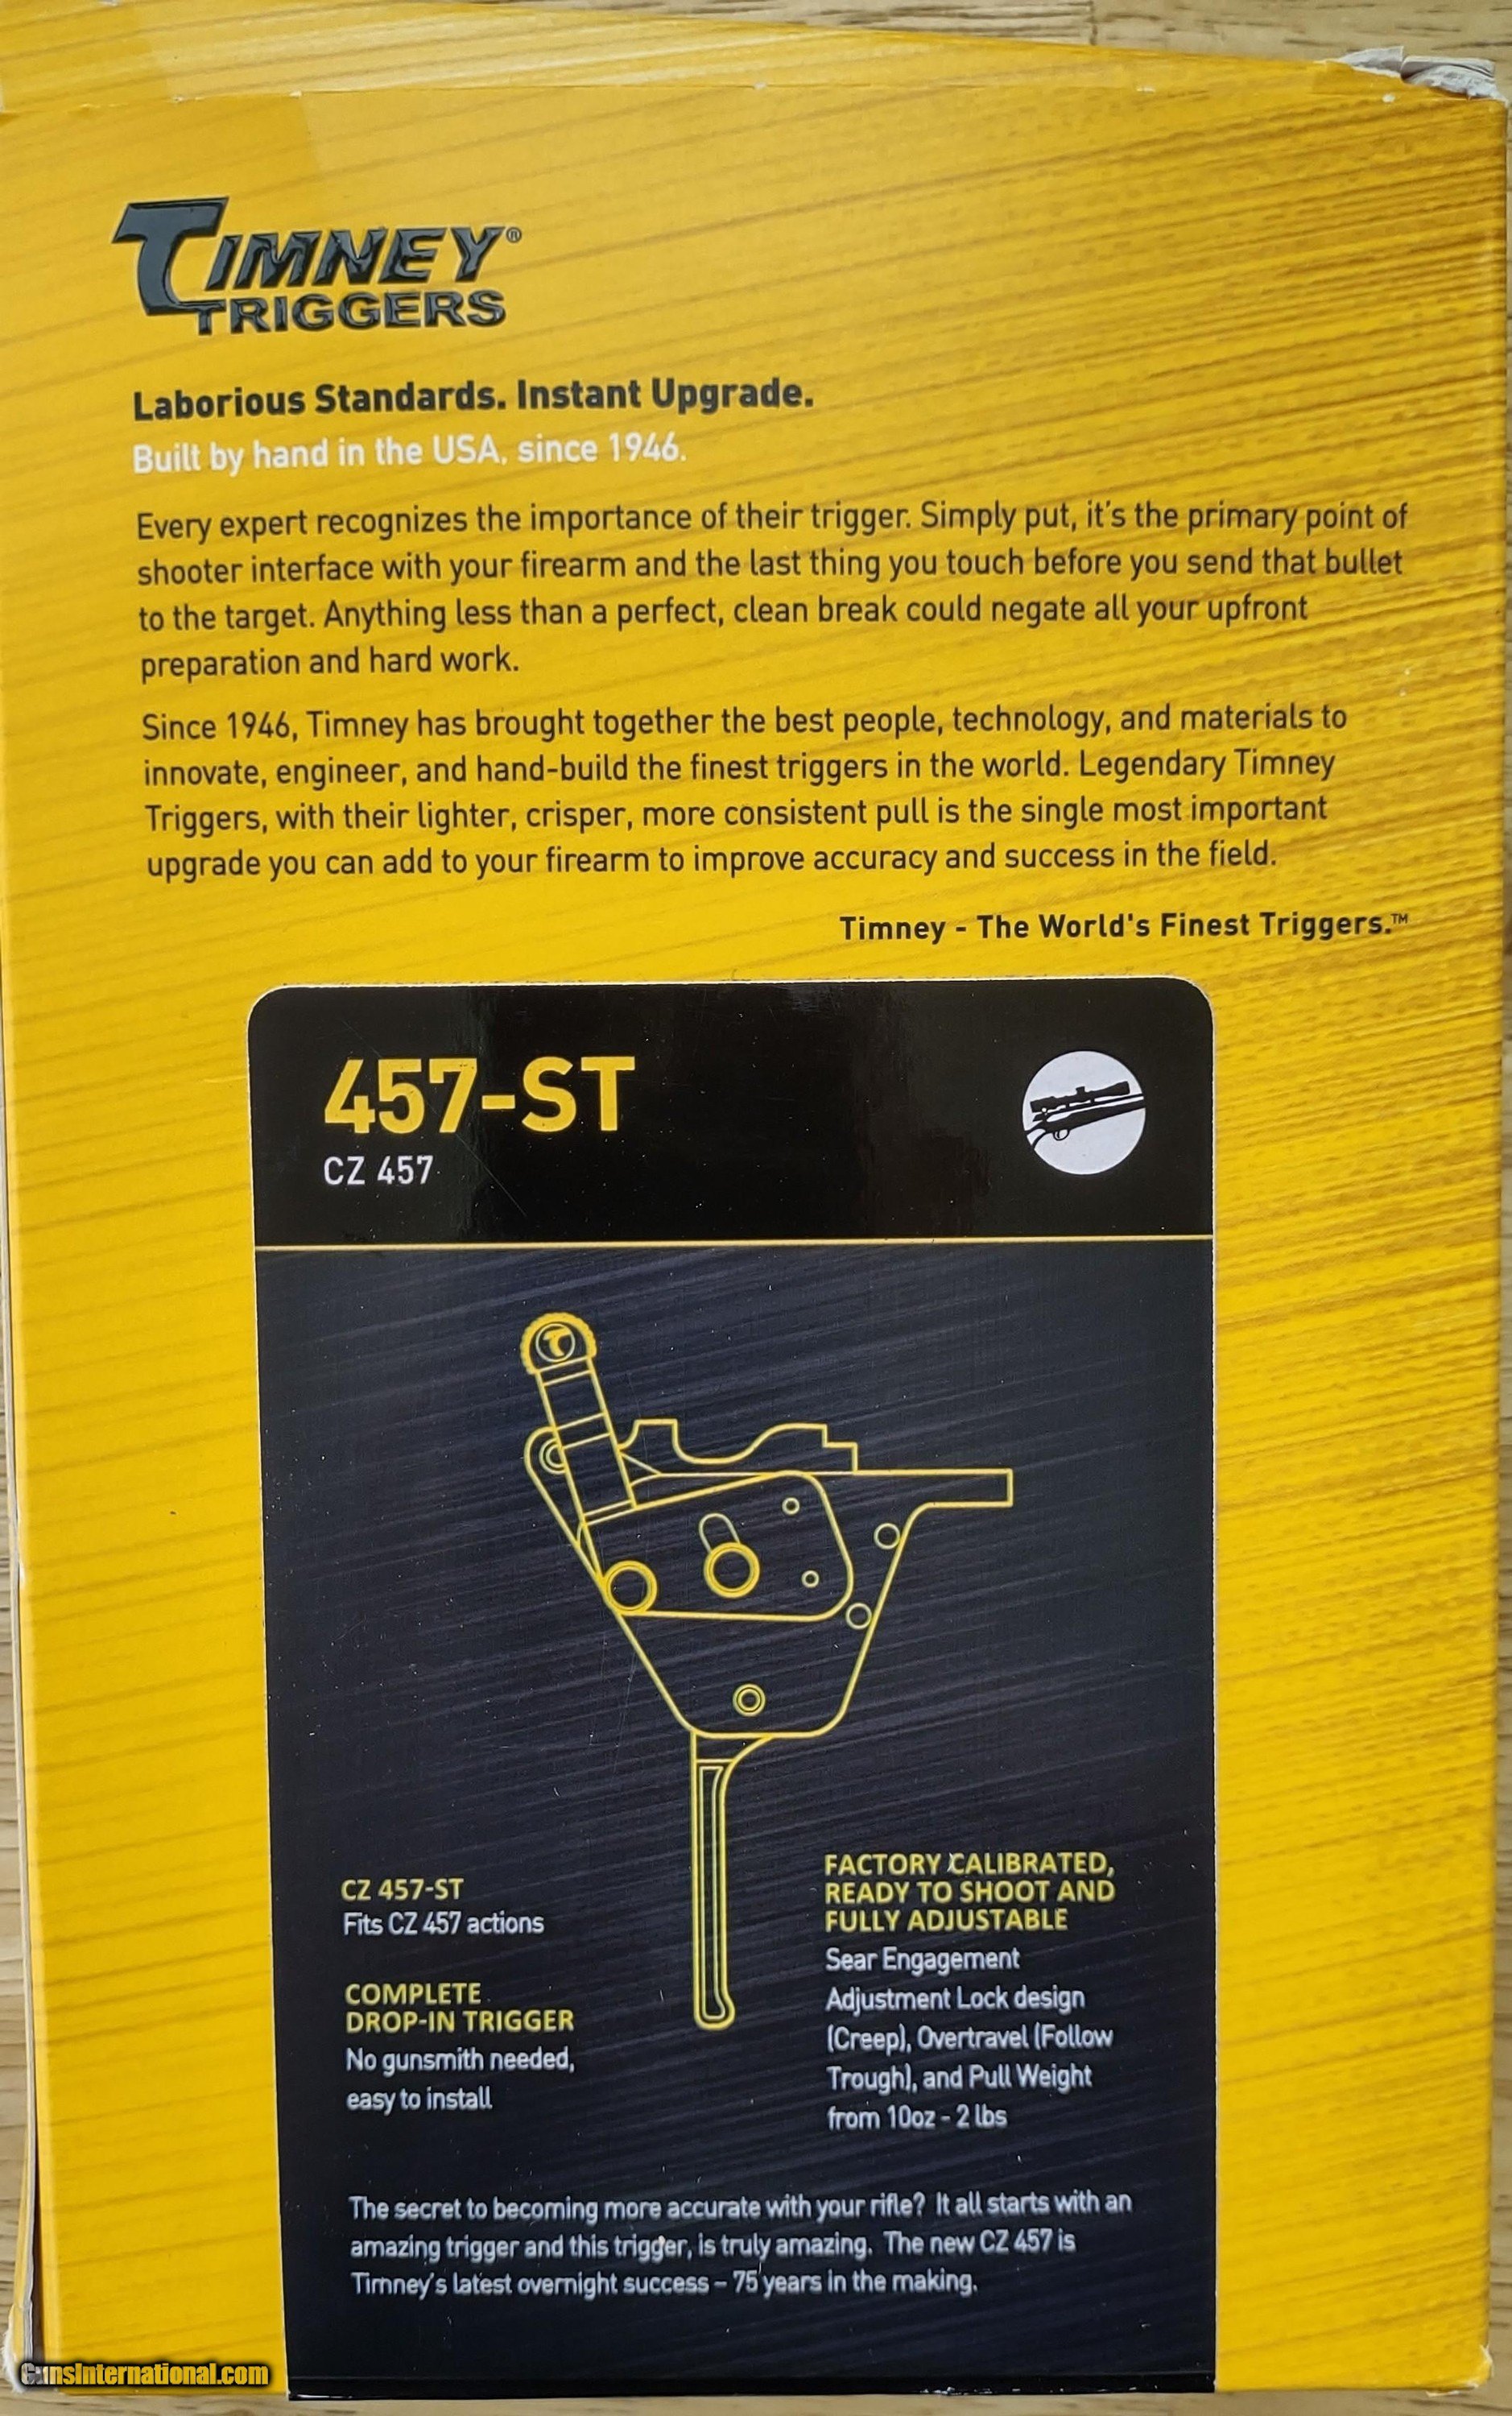 TIMNEY®
TRIGGERS
Laborious Standards. Instant Upgrade.
Built by hand in the USA, since 1946.
Every expert recognizes the importance of their trigger. Simply put, it's the primary point of
shooter interface with your firearm and the last thing you touch before you send that bullet
to the target. Anything less than a perfect, clean break could negate all your upfront
preparation and hard work.
Since 1946, Timney has brought together the best people, technology, and materials to
innovate, engineer, and hand-build the finest triggers in the world. Legendary Timney
Triggers, with their lighter, crisper, more consistent pull is the single most important
upgrade you can add to your firearm to improve accuracy and success in the field.
Timney - The World's Finest Triggers.™
457-ST
CZ 457
T
CZ 457-ST
Fits CZ 457 actions
COMPLETE
DROP-IN TRIGGER
No gunsmith needed,
easy to install
FACTORY CALIBRATED,
READY TO SHOOT AND
FULLY ADJUSTABLE
Sear Engagement
Adjustment Lock design
(Creep), Overtravel (Follow
Trough), and Pull Weight
from 10oz - 2 lbs
The secret to becoming more accurate with your rifle? It all starts with an
amazing trigger and this trigger, is truly amazing. The new CZ 457 is
Timney's latest overnight success – 75 years in the making.
GunsInternational.com